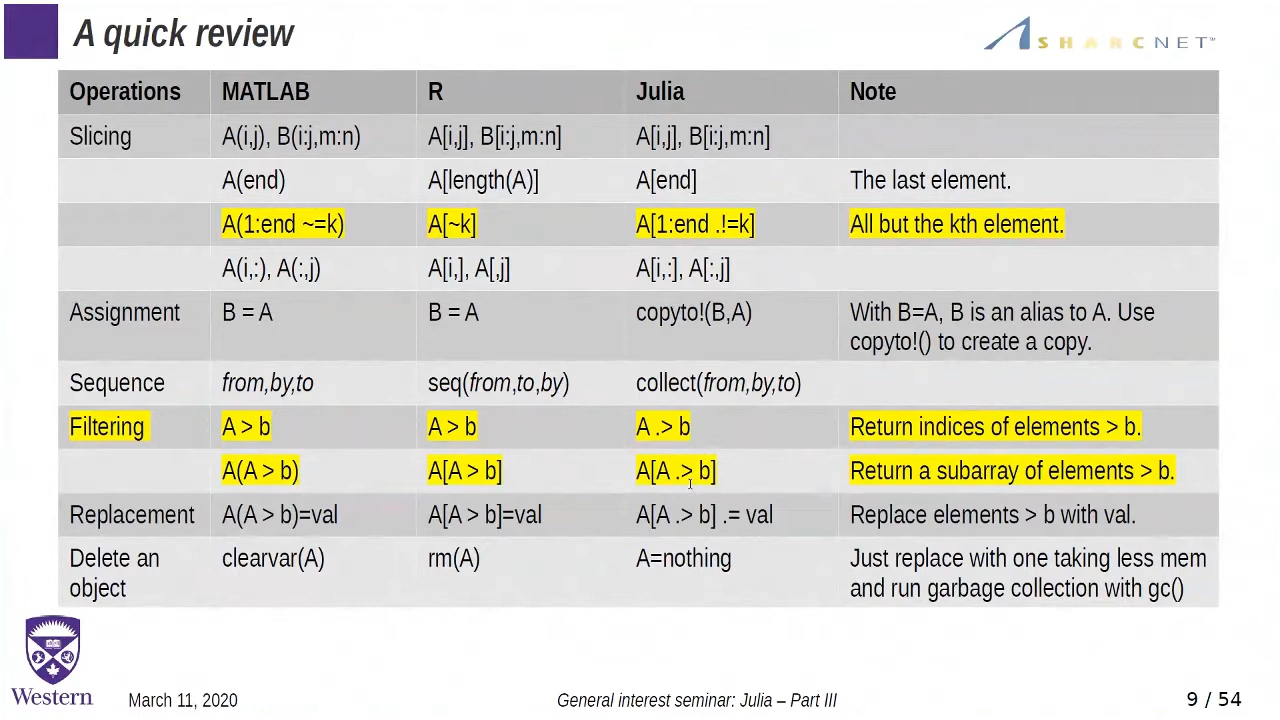 A quick review
SHARCNET™
Operations MATLAB R Julia Note
Slicing A(i,j), B(i:j,m:n) A[i,j], B[i:j,m:n] A[i,j], B[i:j,m:n]
A(end) A[length(A)] A[end] The last element.
A(1:end ~=k) A[~k] A[1:end .!=k] All but the kth element.
A(i,:), A(:,j) A[i,], A[,j] A[i,:], A[:,j]
Assignment B = A B = A copyto!(B,A) With B=A, B is an alias to A. Use
copyto!() to create a copy.
Sequence from,by,to seq(from,to,by) collect(from,by,to)
Filtering A > b A > b A .> b Return indices of elements > b.
A(A > b) A[A > b] A[A .> b] Return a subarray of elements > b.
Replacement A(A > b)=val A[A > b]=val A[A .> b] .= val Replace elements > b with val.
Delete an clearvar(A) rm(A) A=nothing Just replace with one taking less mem
object and run garbage collection with gc()
Western
March 11, 2020 General interest seminar: Julia – Part III 9 / 54